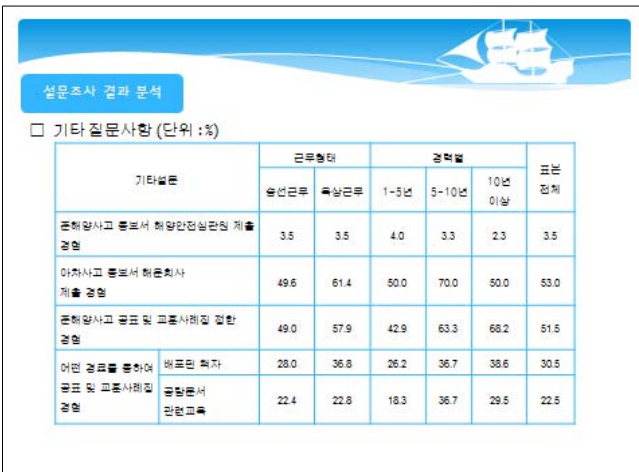 설문조사 결과 분석
□ 기타 질문사항 (단위 :%)
기타설문 근무형태 경력별 표본 전체
승선근무 육상근무 1-5년 5-10년 10년 이상
준해양사고 통보서 해양안전심판원 제출 경험 3.5 3.5 4.0 3.3 2.3 3.5
아차사고 통보서 해운회사 제출 경험 49.6 61.4 50.0 70.0 50.0 53.0
준해양사고 공표 및 교훈사례집 접한 경험 49.0 57.9 42.9 63.3 68.2 51.5
어떤 경로를 통하여 공표 및 교훈사례집 경험 배포된 책자 28.0 36.8 26.2 36.7 38.6 30.5
공람문서 관련교육 22.4 22.8 18.3 36.7 29.5 22.5